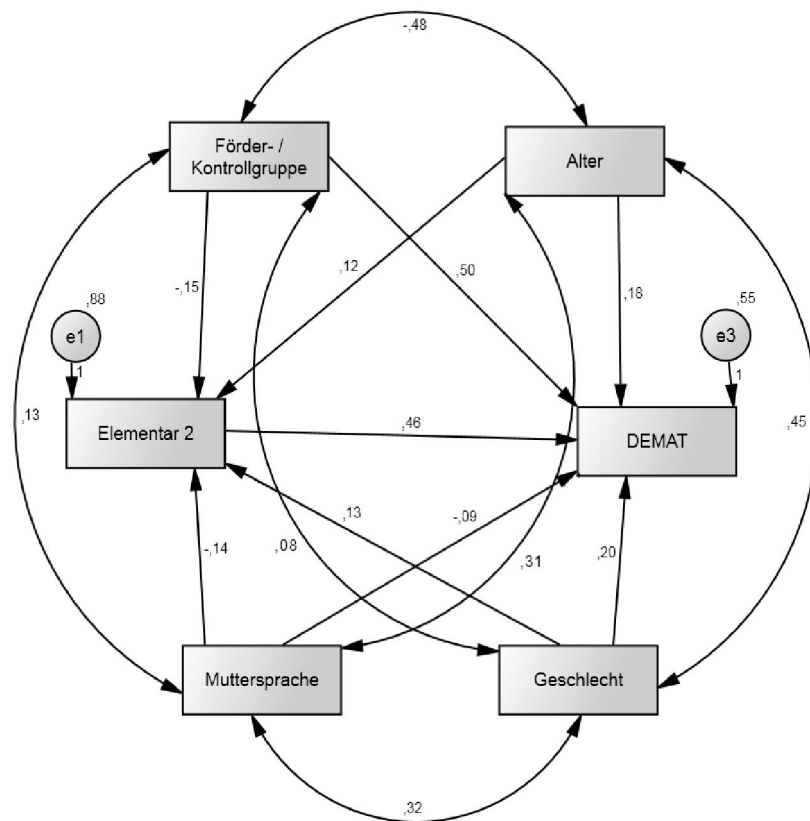 -,48
Förder- /
Kontrollgruppe
Alter
,12
,50
-,15
,18
,88
,55
e1
e3
1
1
,13
Elementar 2
,46
DEMAT
,45
,13
-,09
-,14
,08
,31
,20
Muttersprache
Geschlecht
,32